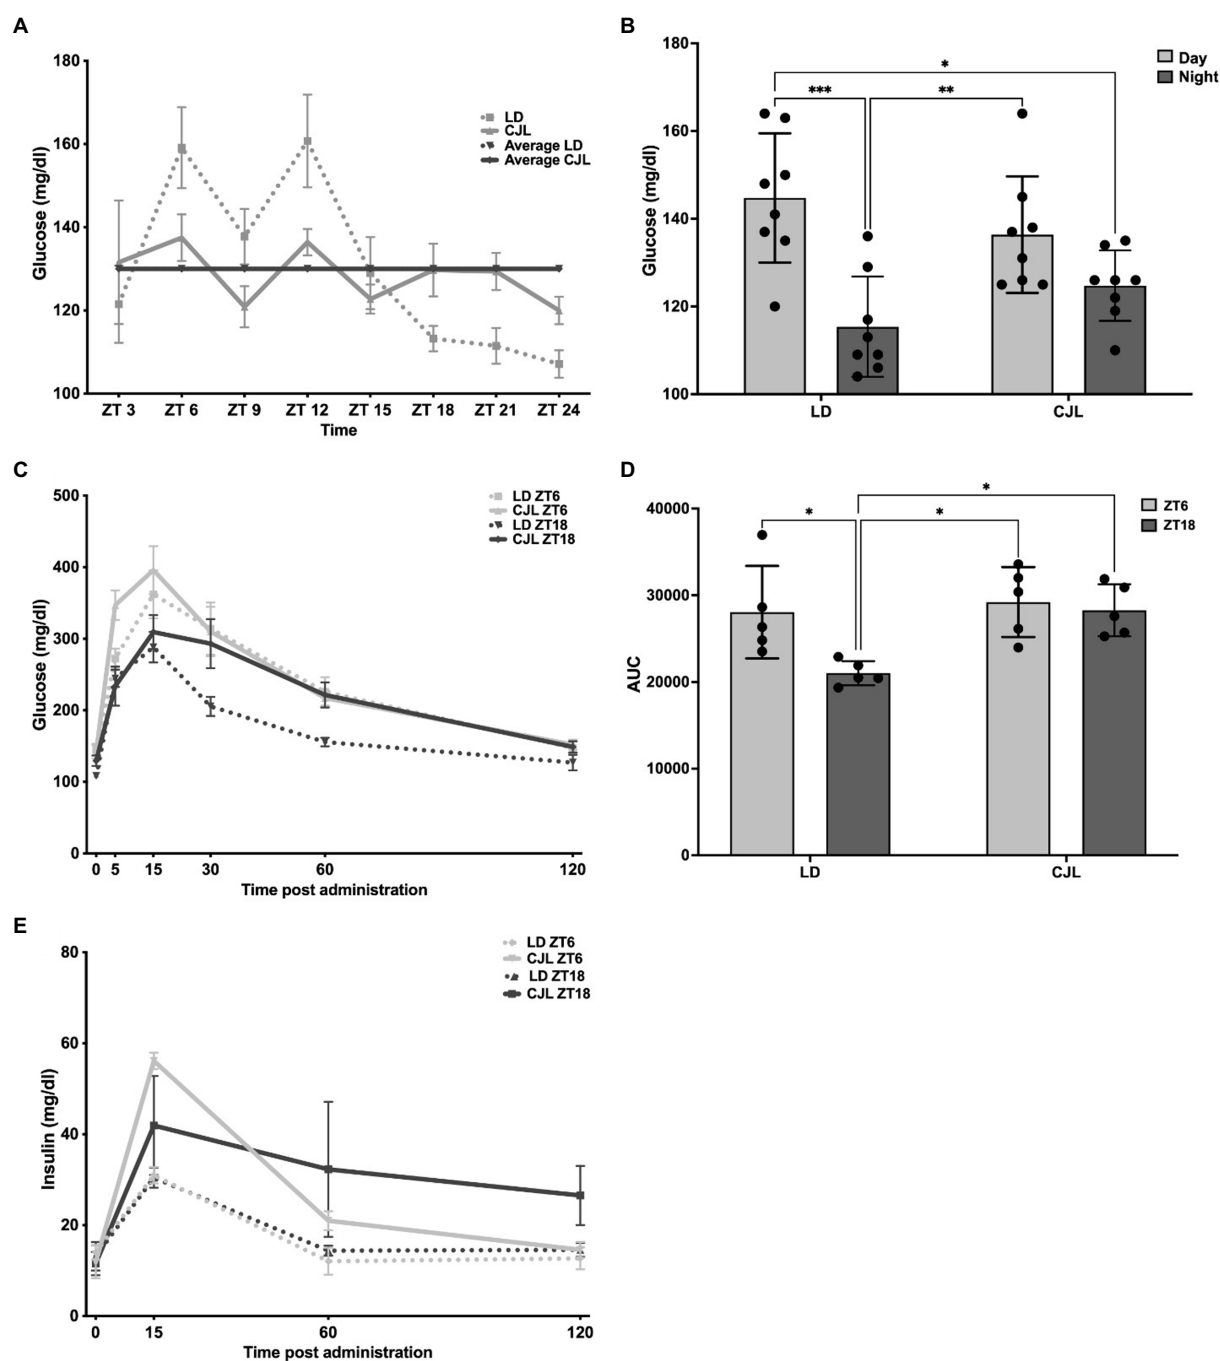 A
180
160
140
120
100
Glucose (mg/dl)
LD
CJL
Average LD
Average CJL
ZT 3 ZT 6 ZT 9 ZT 12 ZT 15 ZT 18 ZT 21 ZT 24
Time
B
180
160
140
120
100
Glucose (mg/dl)
*
*** **
Day
Night
LD CJL
C
500
400
300
200
100
0
Glucose (mg/dl)
LD ZT6
CJL ZT6
LD ZT18
CJL ZT18
0 5 15 30 60 120
Time post administration
D
40000
30000
20000
10000
0
AUC
*
* *
ZT6
ZT18
LD CJL
E
80
60
40
20
0
Insulin (mg/dl)
LD ZT6
CJL ZT6
LD ZT18
CJL ZT18
0 15 60 120
Time post administration